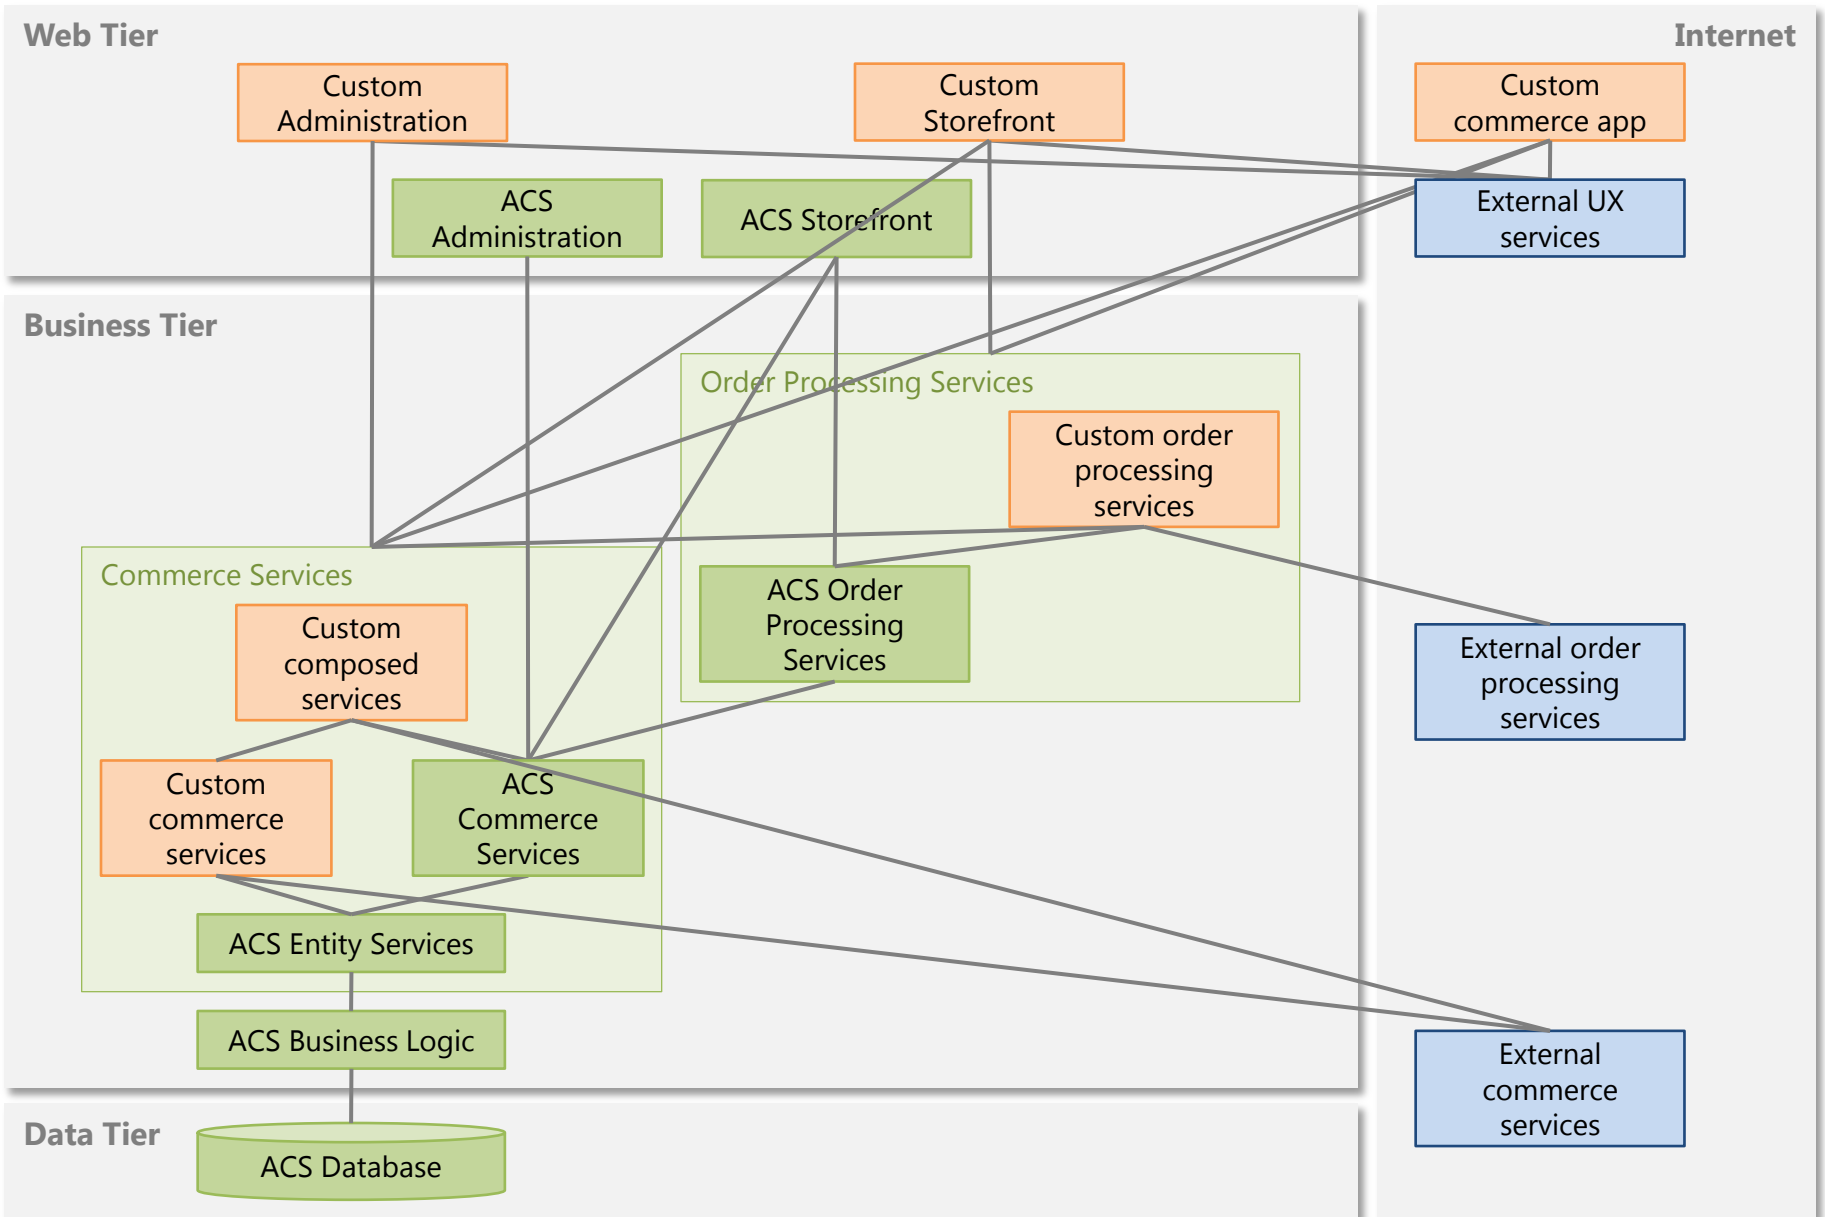 Web Tier
Internet
Custom
Administration
Custom
Storefront
Custom
commerce app
ACS
Administration
ACS Storefront
External UX
services
Business Tier
Order Processing Services
Custom order
processing
services
Commerce Services
ACS Order
Processing
Services
Custom
composed
services
External order
processing
services
Custom
commerce
services
ACS
Commerce
Services
ACS Entity Services
ACS Business Logic
External
commerce
services
Data Tier
ACS Database